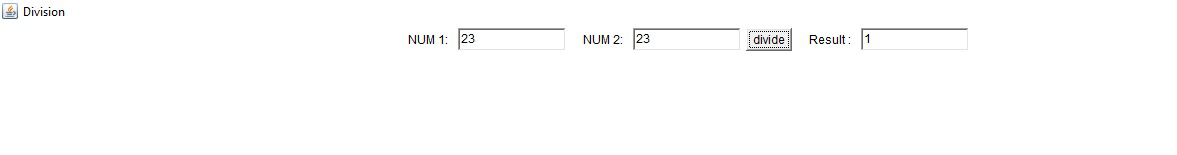 Division
NUM 1: 23 NUM 2: 23 divide Result : 1